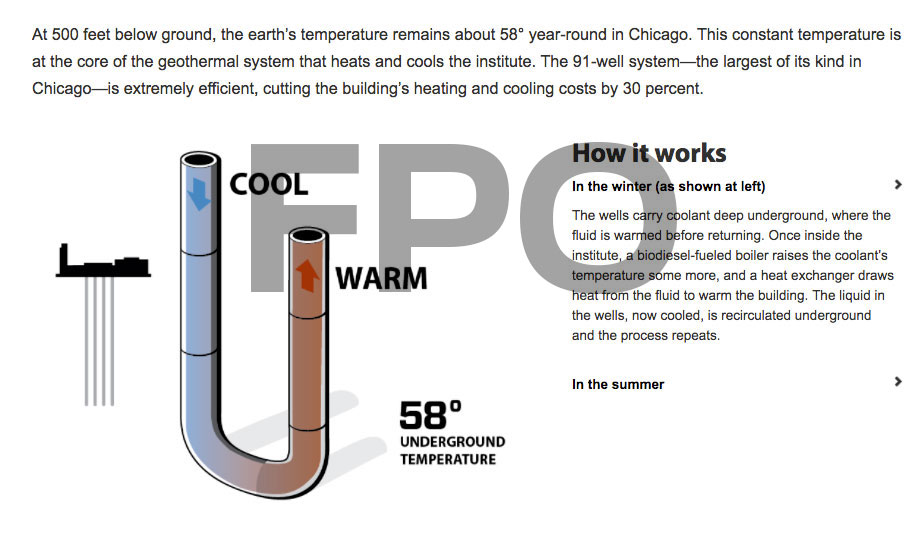 At 500 feet below ground, the earth's temperature remains about 58° year-round in Chicago. This constant temperature is
at the core of the geothermal system that heats and cools the institute. The 91-well system—the largest of its kind in
Chicago—is extremely efficient, cutting the building's heating and cooling costs by 30 percent.
FPO
COOL
WARM
58°
UNDERGROUND
TEMPERATURE
How it works
In the winter (as shown at left)
The wells carry coolant deep underground, where the
fluid is warmed before returning. Once inside the
institute, a biodiesel-fueled boiler raises the coolant's
temperature some more, and a heat exchanger draws
heat from the fluid to warm the building. The liquid in
the wells, now cooled, is recirculated underground
and the process repeats.
In the summer